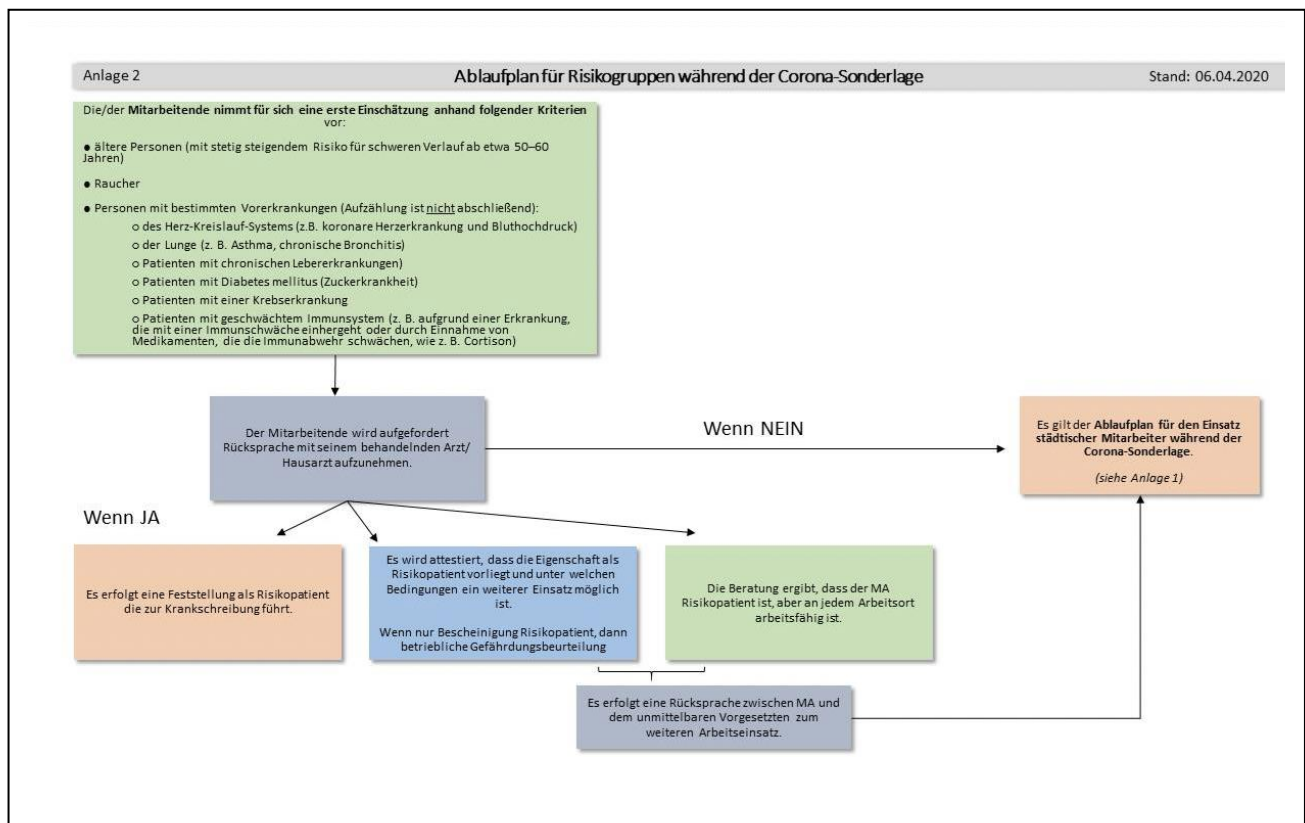 Anlage 2
Ablaufplan für Risikogruppen während der Corona-Sonderlage
Stand: 06.04.2020
Die/der Mitarbeitende nimmt für sich eine erste Einschätzung anhand folgender Kriterien
vor:
● ältere Personen (mit stetig steigendem Risiko für schweren Verlauf ab etwa 50–60
Jahren)
● Raucher
● Personen mit bestimmten Vorerkrankungen (Aufzählung ist nicht abschließend):
o des Herz-Kreislauf-Systems (z.B. koronare Herzerkrankung und Bluthochdruck)
o der Lunge (z. B. Asthma, chronische Bronchitis)
o Patienten mit chronischen Lebererkrankungen)
o Patienten mit Diabetes mellitus (Zuckerkrankheit)
o Patienten mit einer Krebserkrankung
o Patienten mit geschwächtem Immunsystem (z. B. aufgrund einer Erkrankung,
die mit einer Immunschwäche einhergeht oder durch Einnahme von
Medikamenten, die die Immunabwehr schwächen, wie z. B. Cortison)
Der Mitarbeitende wird aufgefordert
Rücksprache mit seinem behandelnden Arzt/
Hausarzt aufzunehmen.
Wenn NEIN
Es gilt der Ablaufplan für den Einsatz
städtischer Mitarbeiter während der
Corona-Sonderlage.
(siehe Anlage 1)
Wenn JA
Es erfolgt eine Feststellung als Risikopatient
die zur Krankschreibung führt.
Es wird attestiert, dass die Eigenschaft als
Risikopatient vorliegt und unter welchen
Bedingungen ein weiterer Einsatz möglich
ist.
Wenn nur Bescheinigung Risikopatient, dann
betriebliche Gefährdungsbeurteilung
Die Beratung ergibt, dass der MA
Risikopatient ist, aber an jedem Arbeitsort
arbeitsfähig ist.
Es erfolgt eine Rücksprache zwischen MA und
dem unmittelbaren Vorgesetzten zum
weiteren Arbeitseinsatz.